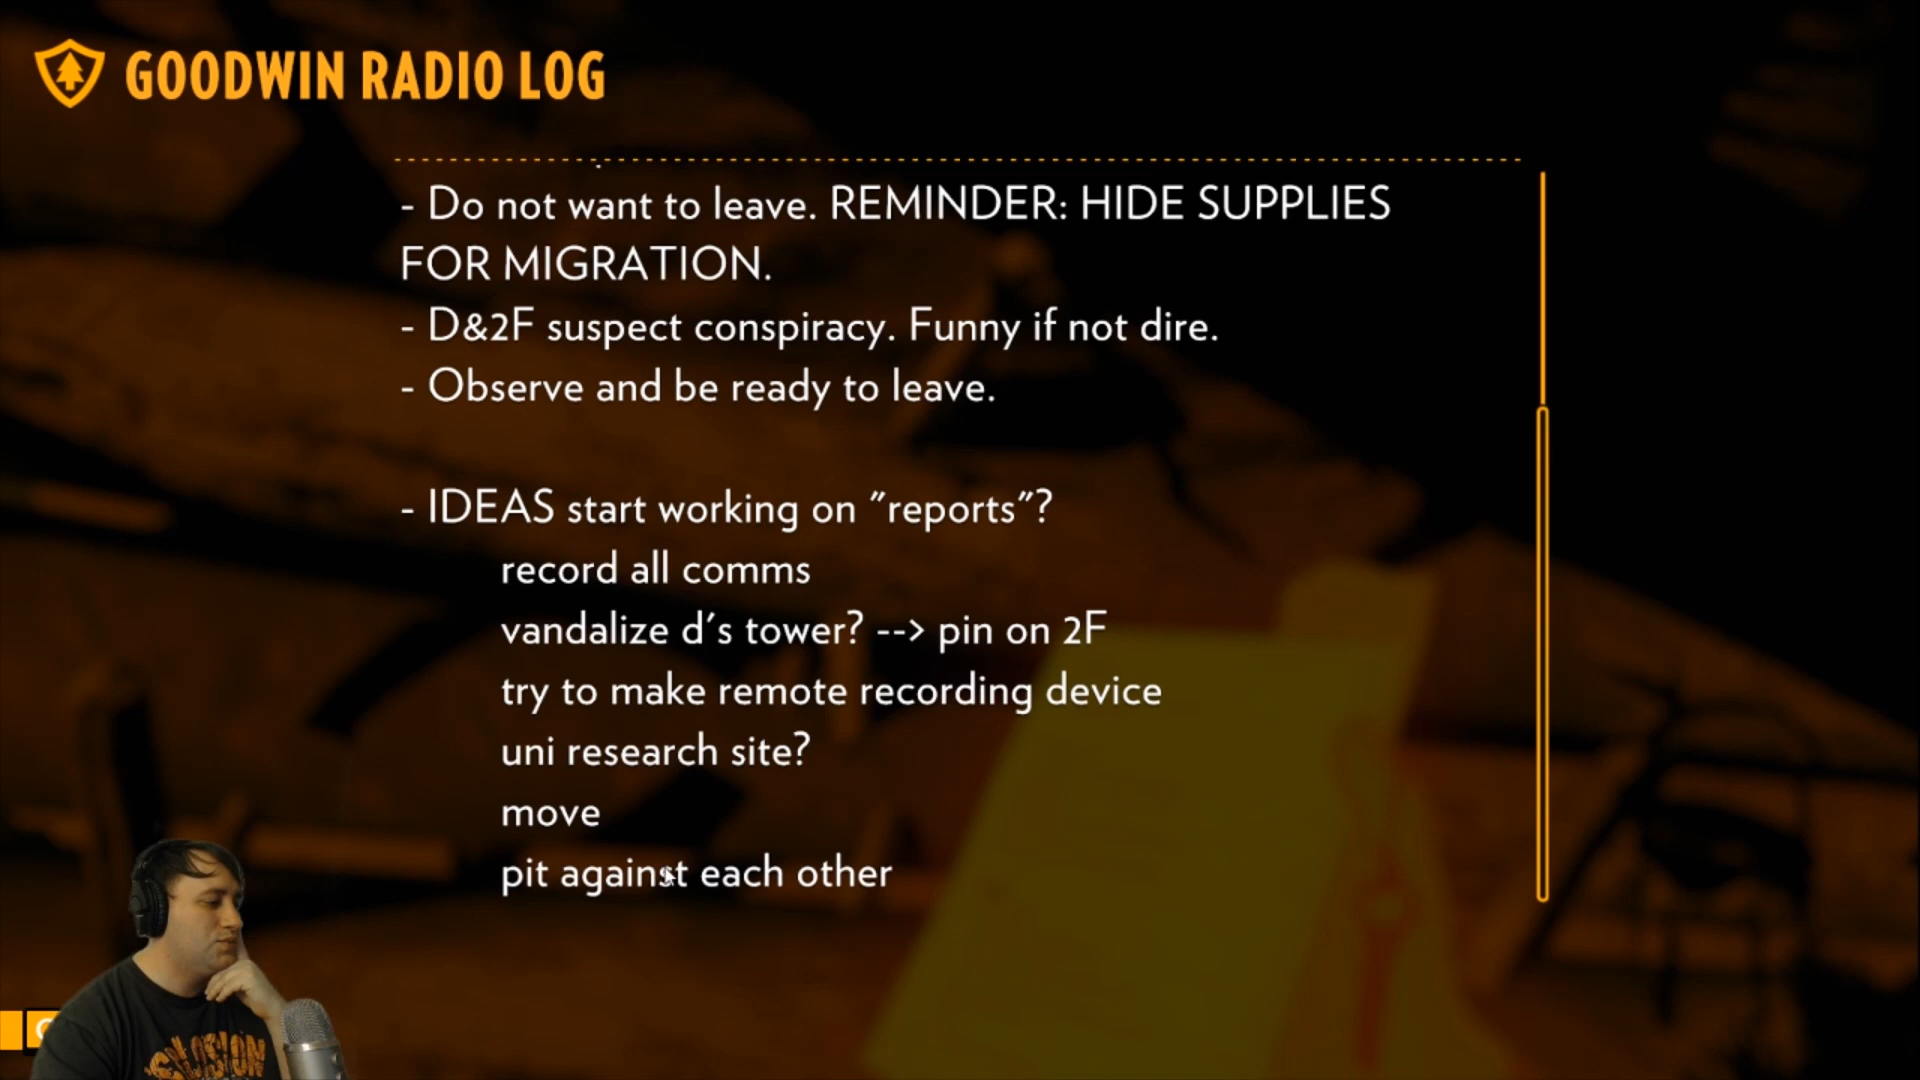 GOODWIN RADIO LOG
- Do not want to leave. REMINDER: HIDE SUPPLIES
FOR MIGRATION.
- D&2F suspect conspiracy. Funny if not dire.
- Observe and be ready to leave.
- IDEAS start working on "reports"?
record all comms
vandalize d's tower? --> pin on 2F
try to make remote recording device
uni research site?
move
pit against each other